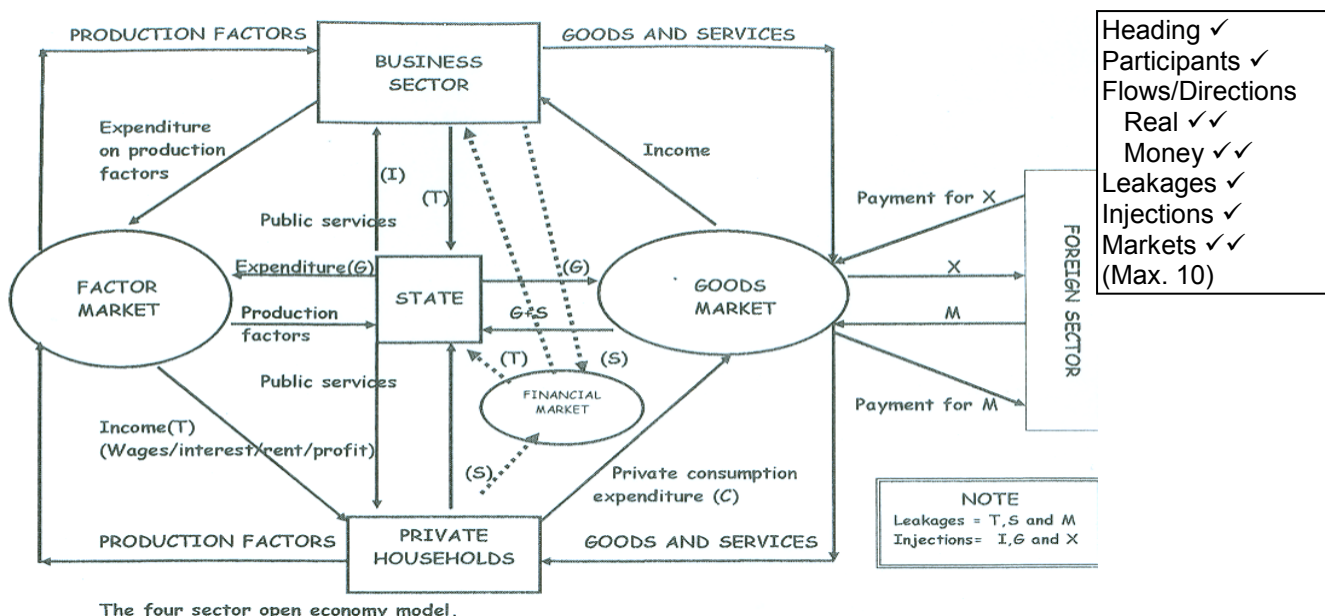 PRODUCTION FACTORS
GOODS AND SERVICES
BUSINESS
SECTOR
Expenditure
on production
factors
(I)
(T)
Income
Public services
Payment for X
FACTOR
MARKET
Expenditure(G)
STATE
(G)
GOODS
MARKET
X
FOREIGN SECTOR
Production
factors
G+S
M
Public services
(T)
(S)
FINANCIAL
MARKET
Payment for M
Income(T)
(Wages/interest/rent/profit)
(S)
Private consumption
expenditure (C)
PRODUCTION FACTORS
PRIVATE
HOUSEHOLDS
GOODS AND SERVICES
NOTE
Leakages = T,S and M
Injections= I,G and X
The four sector open economy model.
Heading ✓
Participants ✓
Flows/Directions
Real ✓✓
Money ✓✓
Leakages ✓
Injections ✓
Markets ✓✓
(Max. 10)